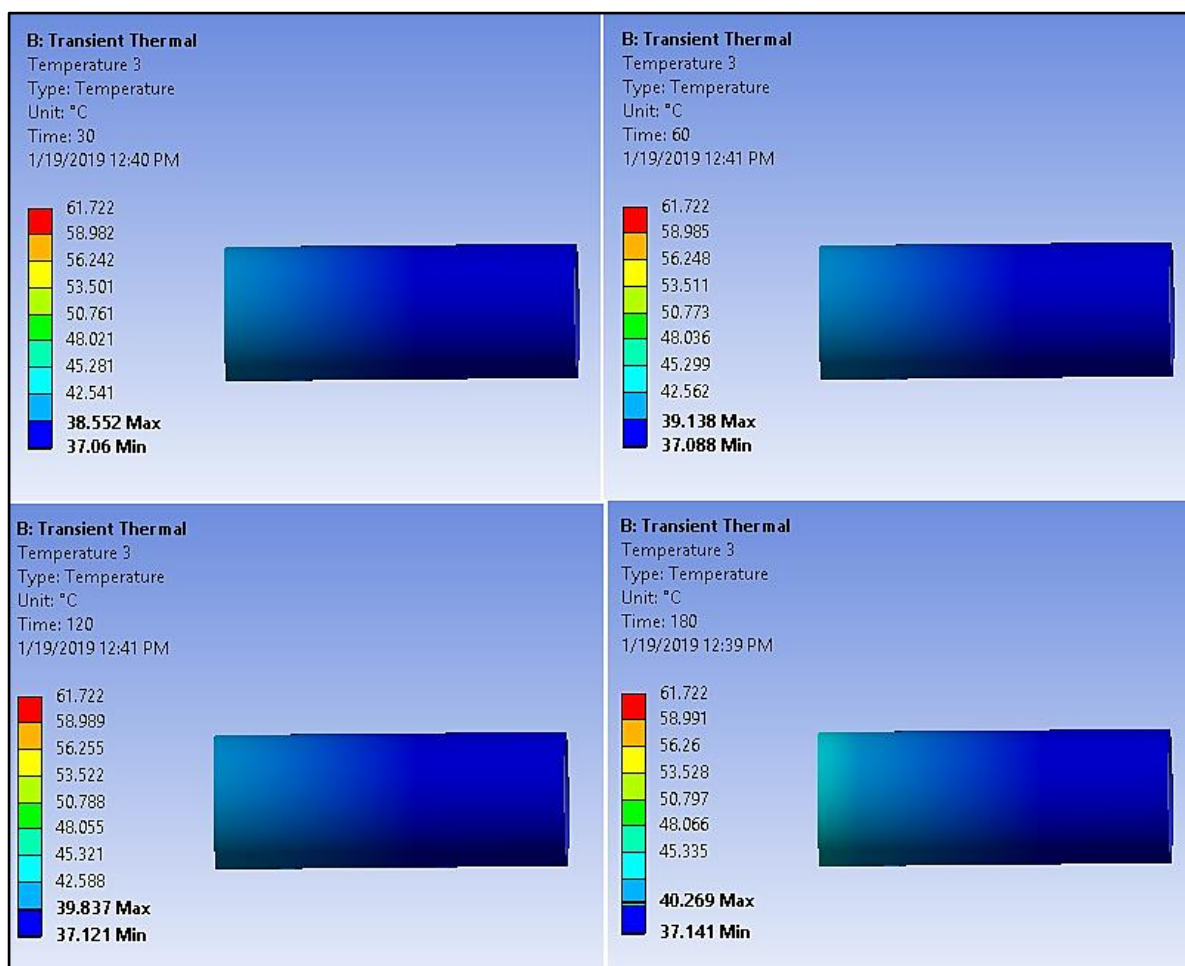 B: Transient Thermal
Temperature 3
Type: Temperature
Unit: °C
Time: 30
1/19/2019 12:40 PM
61.722
58.982
56.242
53.501
50.761
48.021
45.281
42.541
38.552 Max
37.06 Min
B: Transient Thermal
Temperature 3
Type: Temperature
Unit: °C
Time: 60
1/19/2019 12:41 PM
61.722
58.985
56.248
53.511
50.773
48.036
45.299
42.562
39.138 Max
37.088 Min
B: Transient Thermal
Temperature 3
Type: Temperature
Unit: °C
Time: 120
1/19/2019 12:41 PM
61.722
58.989
56.255
53.522
50.788
48.055
45.321
42.588
39.837 Max
37.121 Min
B: Transient Thermal
Temperature 3
Type: Temperature
Unit: °C
Time: 180
1/19/2019 12:39 PM
61.722
58.991
56.26
53.528
50.797
48.066
45.335
40.269 Max
37.141 Min